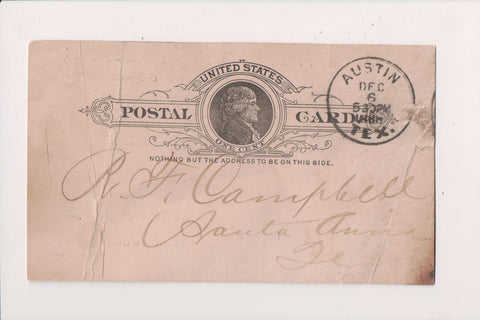 UNITED STATES
POSTAL CARD
ONE CENT
NOTHING BUT THE ADDRESS TO BE ON THIS SIDE.
AUSTIN
DEC
6
530PM
TEX.
Campbell
Santa Anna